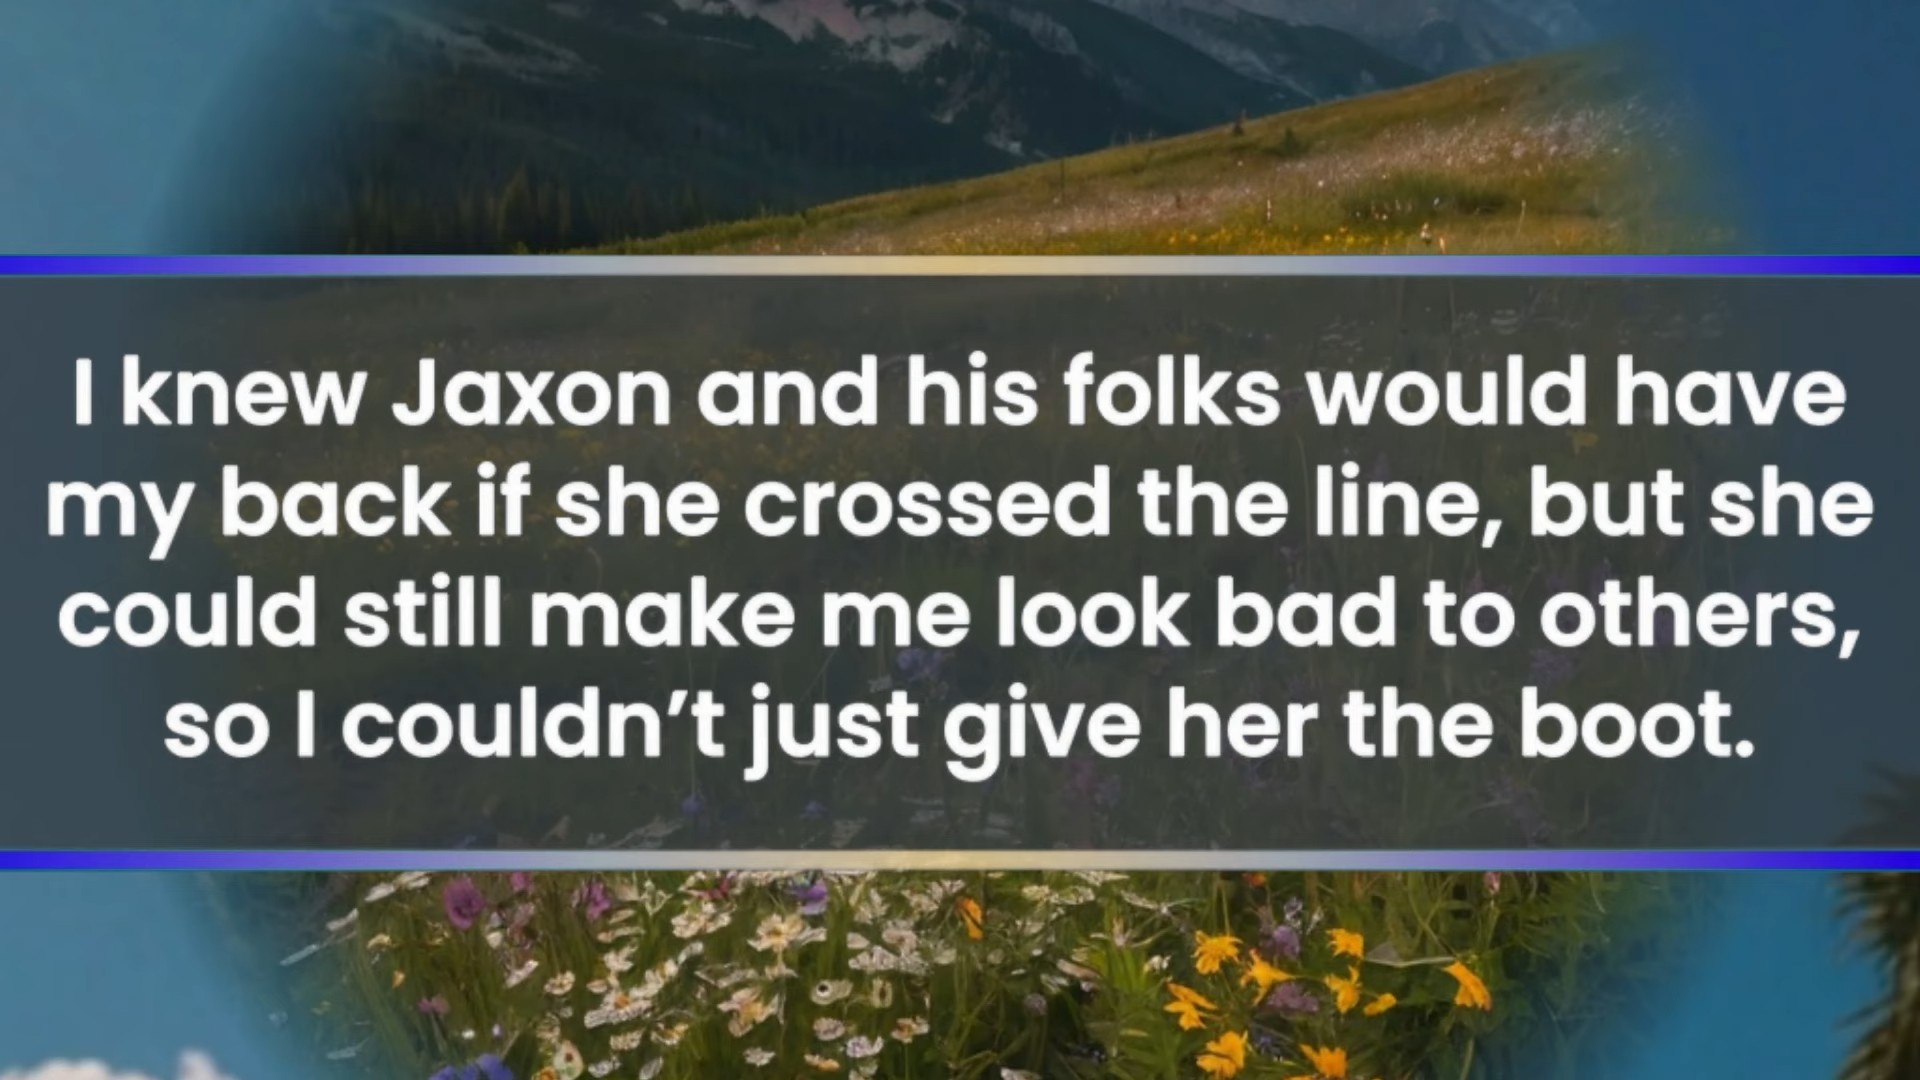 I knew Jaxon and his folks would have
my back if she crossed the line, but she
could still make me look bad to others,
so I couldn’t just give her the boot.